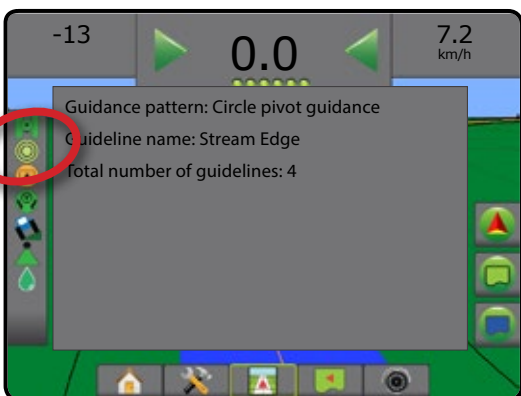 -13
0.0
7.2
km/h
Guidance pattern: Circle pivot guidance
Guideline name: Stream Edge
Total number of guidelines: 4